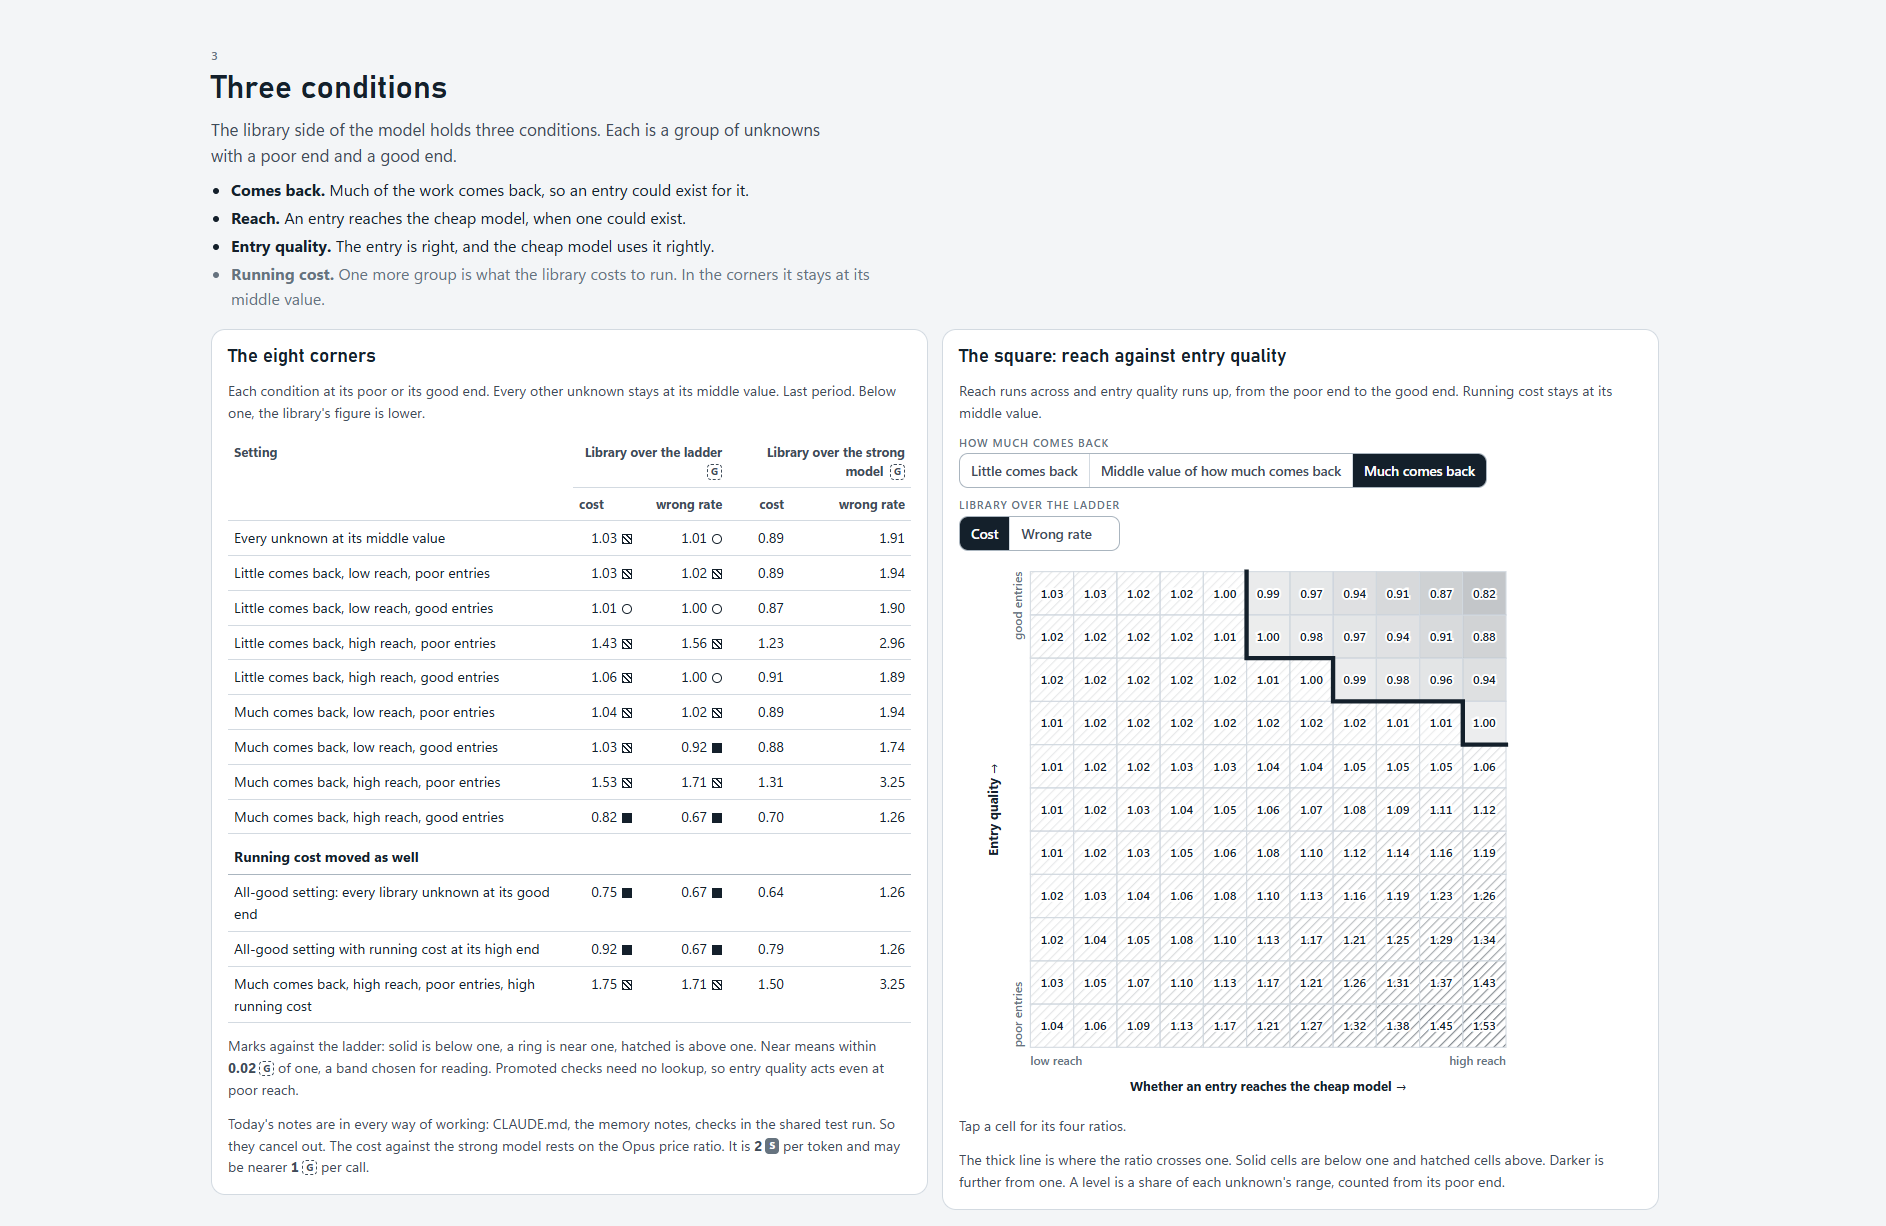 3
Three conditions
The library side of the model holds three conditions. Each is a group of unknowns
with a poor end and a good end.
• Comes back. Much of the work comes back, so an entry could exist for it.
• Reach. An entry reaches the cheap model, when one could exist.
• Entry quality. The entry is right, and the cheap model uses it rightly.
• Running cost. One more group is what the library costs to run. In the corners it stays at its
middle value.
The eight corners
Each condition at its poor or its good end. Every other unknown stays at its middle value. Last period. Below
one, the library's figure is lower.
Setting Library over the ladder G Library over the strong model G
cost wrong rate cost wrong rate
Every unknown at its middle value 1.03 1.01 0.89 1.91
Little comes back, low reach, poor entries 1.03 1.02 0.89 1.94
Little comes back, low reach, good entries 1.01 1.00 0.87 1.90
Little comes back, high reach, poor entries 1.43 1.56 1.23 2.96
Little comes back, high reach, good entries 1.06 1.00 0.91 1.89
Much comes back, low reach, poor entries 1.04 1.02 0.89 1.94
Much comes back, low reach, good entries 1.03 0.92 0.88 1.74
Much comes back, high reach, poor entries 1.53 1.71 1.31 3.25
Much comes back, high reach, good entries 0.82 0.67 0.70 1.26
Running cost moved as well
All-good setting: every library unknown at its good end 0.75 0.67 0.64 1.26
All-good setting with running cost at its high end 0.92 0.67 0.79 1.26
Much comes back, high reach, poor entries, high running cost 1.75 1.71 1.50 3.25
Marks against the ladder: solid is below one, a ring is near one, hatched is above one. Near means within
0.02 G of one, a band chosen for reading. Promoted checks need no lookup, so entry quality acts even at
poor reach.
Today's notes are in every way of working: CLAUDE.md, the memory notes, checks in the shared test run. So
they cancel out. The cost against the strong model rests on the Opus price ratio. It is 2 S per token and may
be nearer 1 G per call.
The square: reach against entry quality
Reach runs across and entry quality runs up, from the poor end to the good end. Running cost stays at its
middle value.
HOW MUCH COMES BACK
Little comes back Middle value of how much comes back Much comes back
LIBRARY OVER THE LADDER
Cost Wrong rate
good entries
1.03 1.03 1.02 1.02 1.00 0.99 0.97 0.94 0.91 0.87 0.82
1.02 1.02 1.02 1.02 1.01 1.00 0.98 0.97 0.94 0.91 0.88
1.02 1.02 1.02 1.02 1.02 1.01 1.00 0.99 0.98 0.96 0.94
1.01 1.02 1.02 1.02 1.02 1.02 1.02 1.02 1.01 1.01 1.00
Entry quality →
1.01 1.02 1.02 1.03 1.03 1.04 1.04 1.05 1.05 1.05 1.06
1.01 1.02 1.03 1.04 1.05 1.06 1.07 1.08 1.09 1.11 1.12
1.01 1.02 1.03 1.05 1.06 1.08 1.10 1.12 1.14 1.16 1.19
1.02 1.03 1.04 1.06 1.08 1.10 1.13 1.16 1.19 1.23 1.26
1.02 1.04 1.05 1.08 1.10 1.13 1.17 1.21 1.25 1.29 1.34
poor entries
1.03 1.05 1.07 1.10 1.13 1.17 1.21 1.26 1.31 1.37 1.43
1.04 1.06 1.09 1.13 1.17 1.21 1.27 1.32 1.38 1.45 1.53
low reach high reach
Whether an entry reaches the cheap model →
Tap a cell for its four ratios.
The thick line is where the ratio crosses one. Solid cells are below one and hatched cells above. Darker is
further from one. A level is a share of each unknown's range, counted from its poor end.